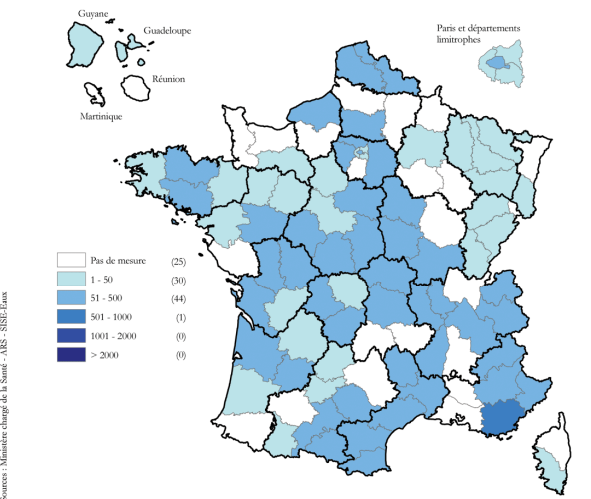 Guyane
Guadeloupe
Réunion
Martinique
Paris et départements
limitrophes
Pas de mesure (25)
1 - 50 (30)
51 - 500 (44)
501 - 1000 (1)
1001 - 2000 (0)
> 2000 (0)
Sources : Ministère chargé de la Santé - ARS - SISE-Eaux